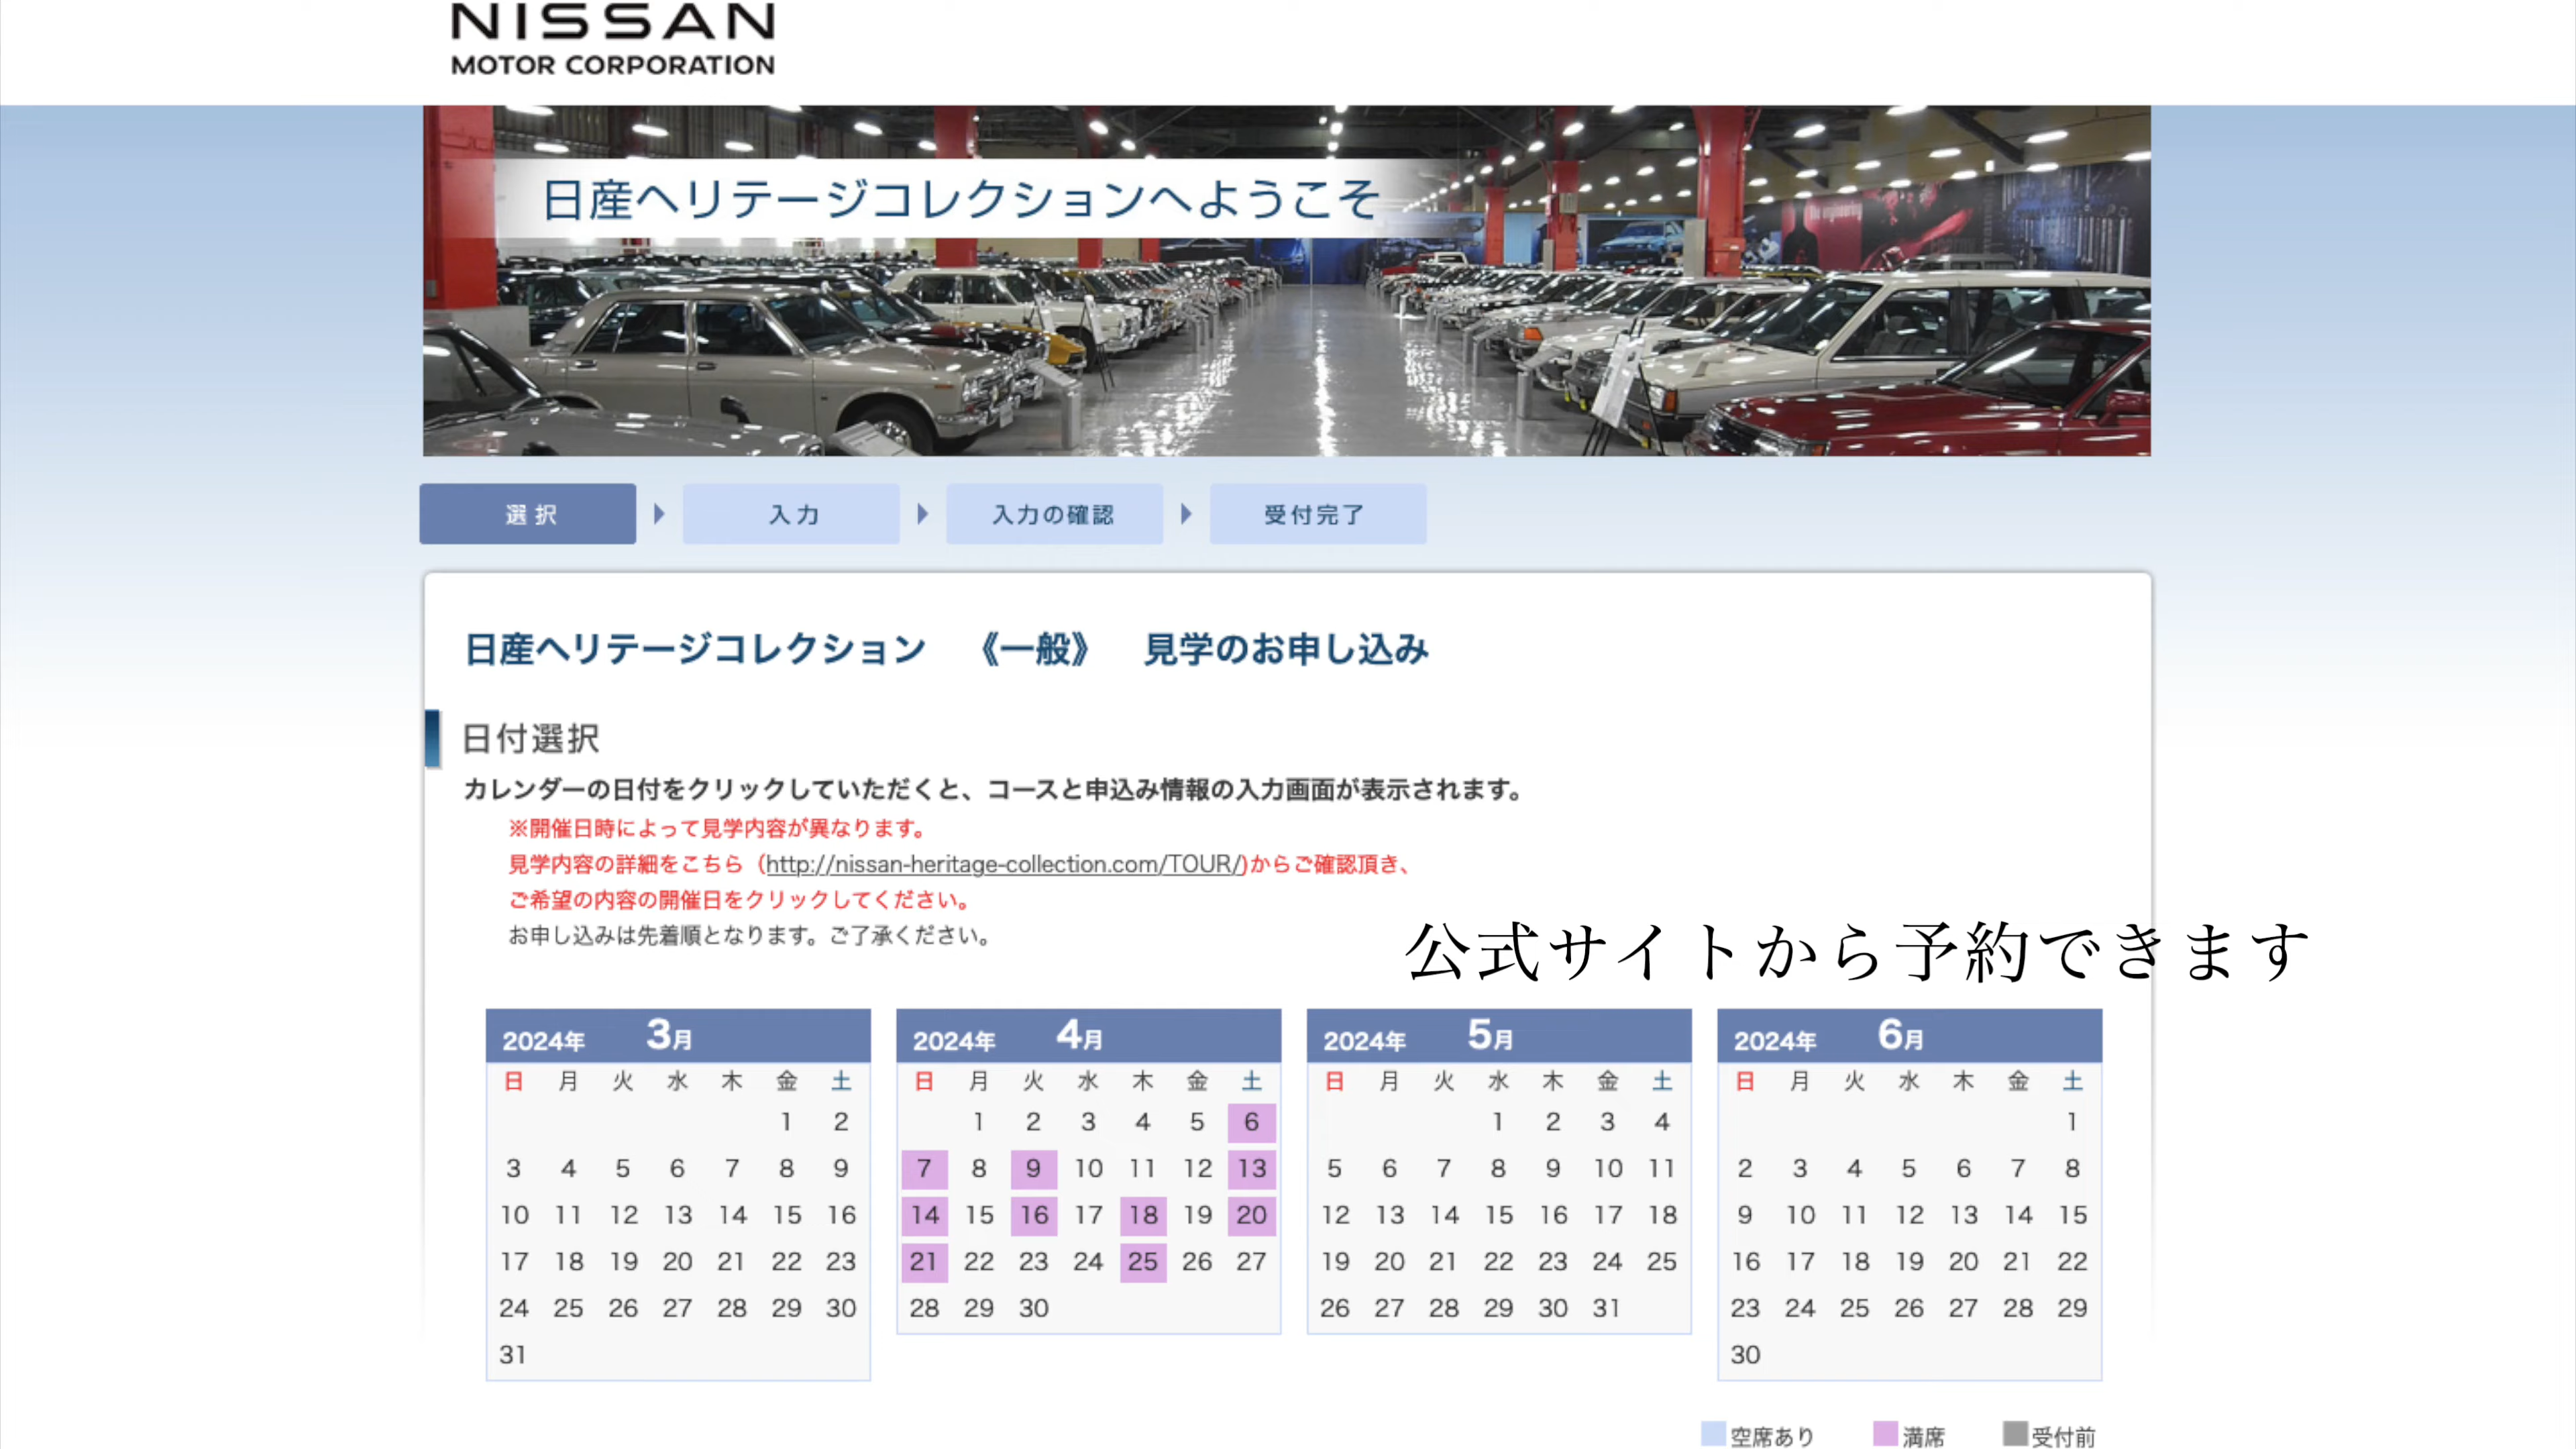 NISSAN
MOTOR CORPORATION
日産ヘリテージコレクションへようこそ
選択 入力 入力の確認 受付完了
日産ヘリテージコレクション 《一般》 見学のお申し込み
日付選択
カレンダーの日付をクリックしていただくと、コースと申込み情報の入力画面が表示されます。
※開催日時によって見学内容が異なります。
見学内容の詳細をこちら（http://nissan-heritage-collection.com/TOUR/)からご確認頂き、
ご希望の内容の開催日をクリックしてください。
お申し込みは先着順となります。ご了承ください。
公式サイトから予約できます
2024年 3月
日 月 火 水 木 金 土
1 2
3 4 5 6 7 8 9
10 11 12 13 14 15 16
17 18 19 20 21 22 23
24 25 26 27 28 29 30
31
2024年 4月
日 月 火 水 木 金 土
1 2 3 4 5 6
7 8 9 10 11 12 13
14 15 16 17 18 19 20
21 22 23 24 25 26 27
28 29 30
2024年 5月
日 月 火 水 木 金 土
1 2 3 4
5 6 7 8 9 10 11
12 13 14 15 16 17 18
19 20 21 22 23 24 25
26 27 28 29 30 31
2024年 6月
日 月 火 水 木 金 土
1
2 3 4 5 6 7 8
9 10 11 12 13 14 15
16 17 18 19 20 21 22
23 24 25 26 27 28 29
30
空席あり 満席 受付前